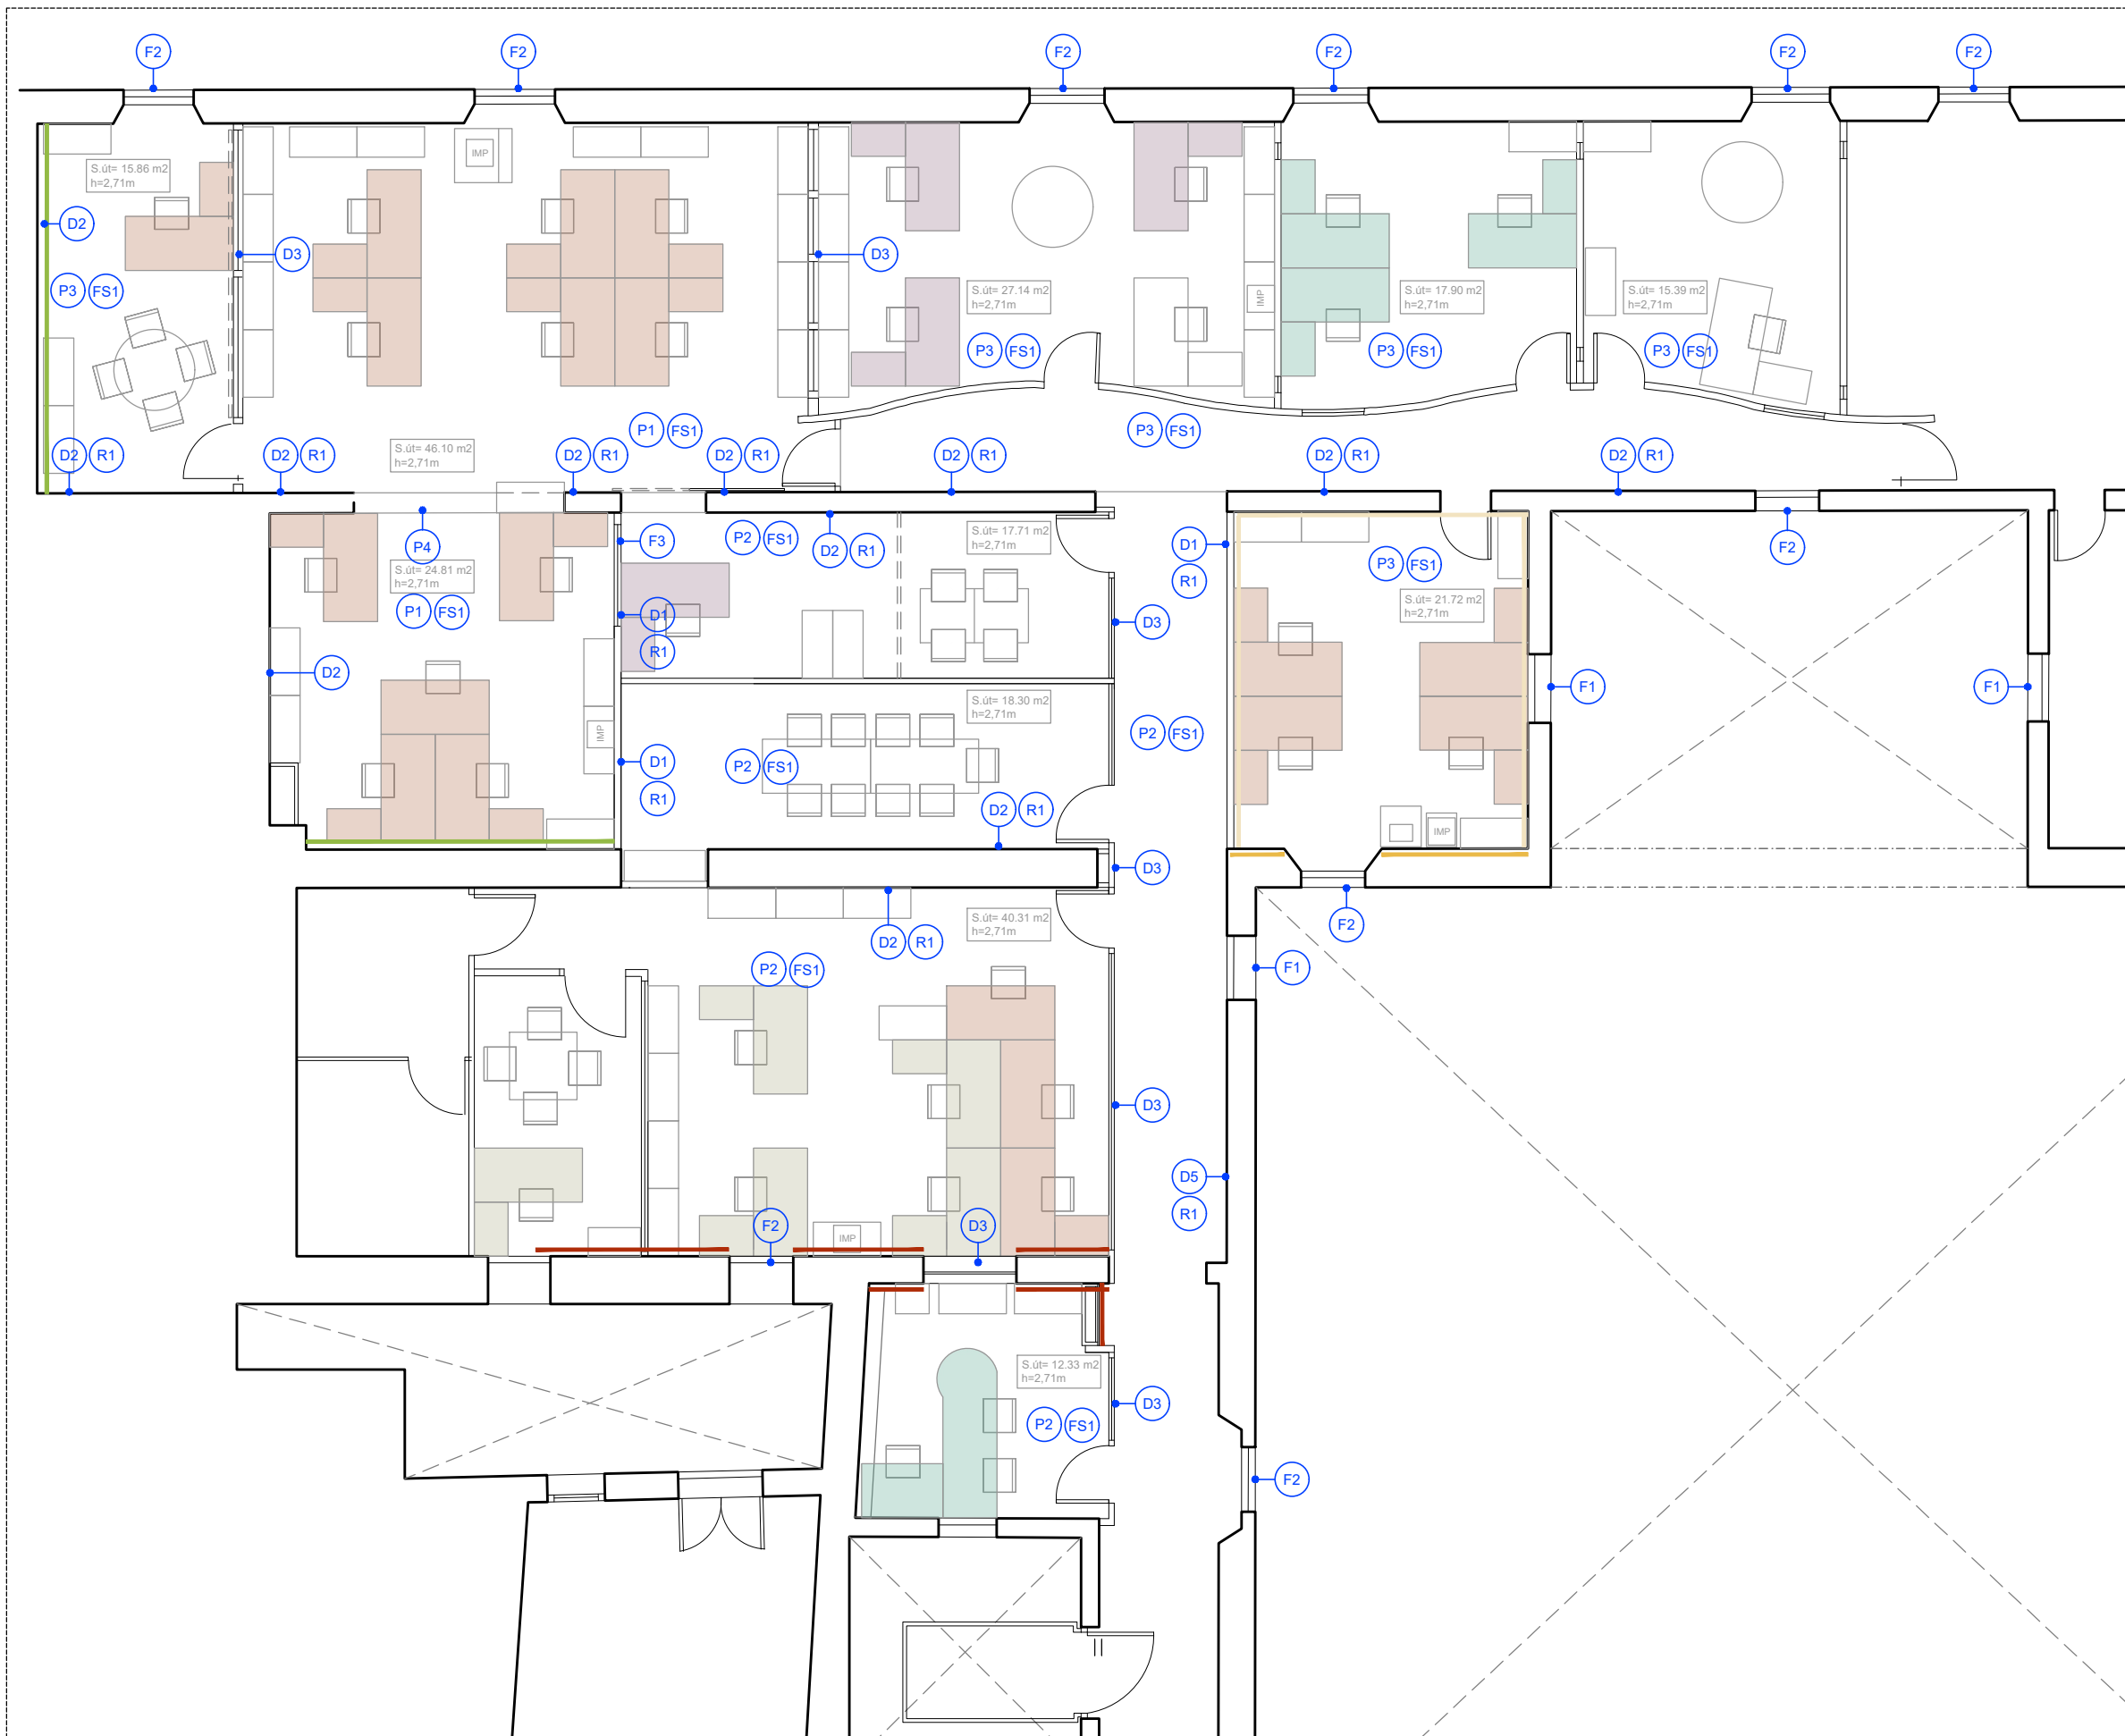 F2
F2
F2
F2
F2
F2
S.út= 15.86 m2
h=2,71m
IMP
D2
D3
D3
P3 FS1
S.út= 27.14 m2
h=2,71m
IMP
S.út= 17.90 m2
h=2,71m
S.út= 15.39 m2
h=2,71m
P3 FS1
P3 FS1
P3 FS1
P1 FS1
P3 FS1
D2 R1
D2 R1
S.út= 46.10 m2
h=2,71m
D2 R1
D2 R1
D2 R1
D2 R1
D2 R1
P4
S.út= 24.81 m2
h=2,71m
P1 FS1
F3
P2 FS1
D2 R1
S.út= 17.71 m2
h=2,71m
D1
R1
P3 FS1
F2
S.út= 21.72 m2
h=2,71m
D1
R1
D3
D2
F1
F1
S.út= 18.30 m2
h=2,71m
IMP
D1
R1
P2 FS1
P2 FS1
D2 R1
IMP
D3
F2
S.út= 40.31 m2
h=2,71m
D2 R1
P2 FS1
F1
D3
D5
R1
F2
IMP
D3
S.út= 12.33 m2
h=2,71m
D3
P2 FS1
F2